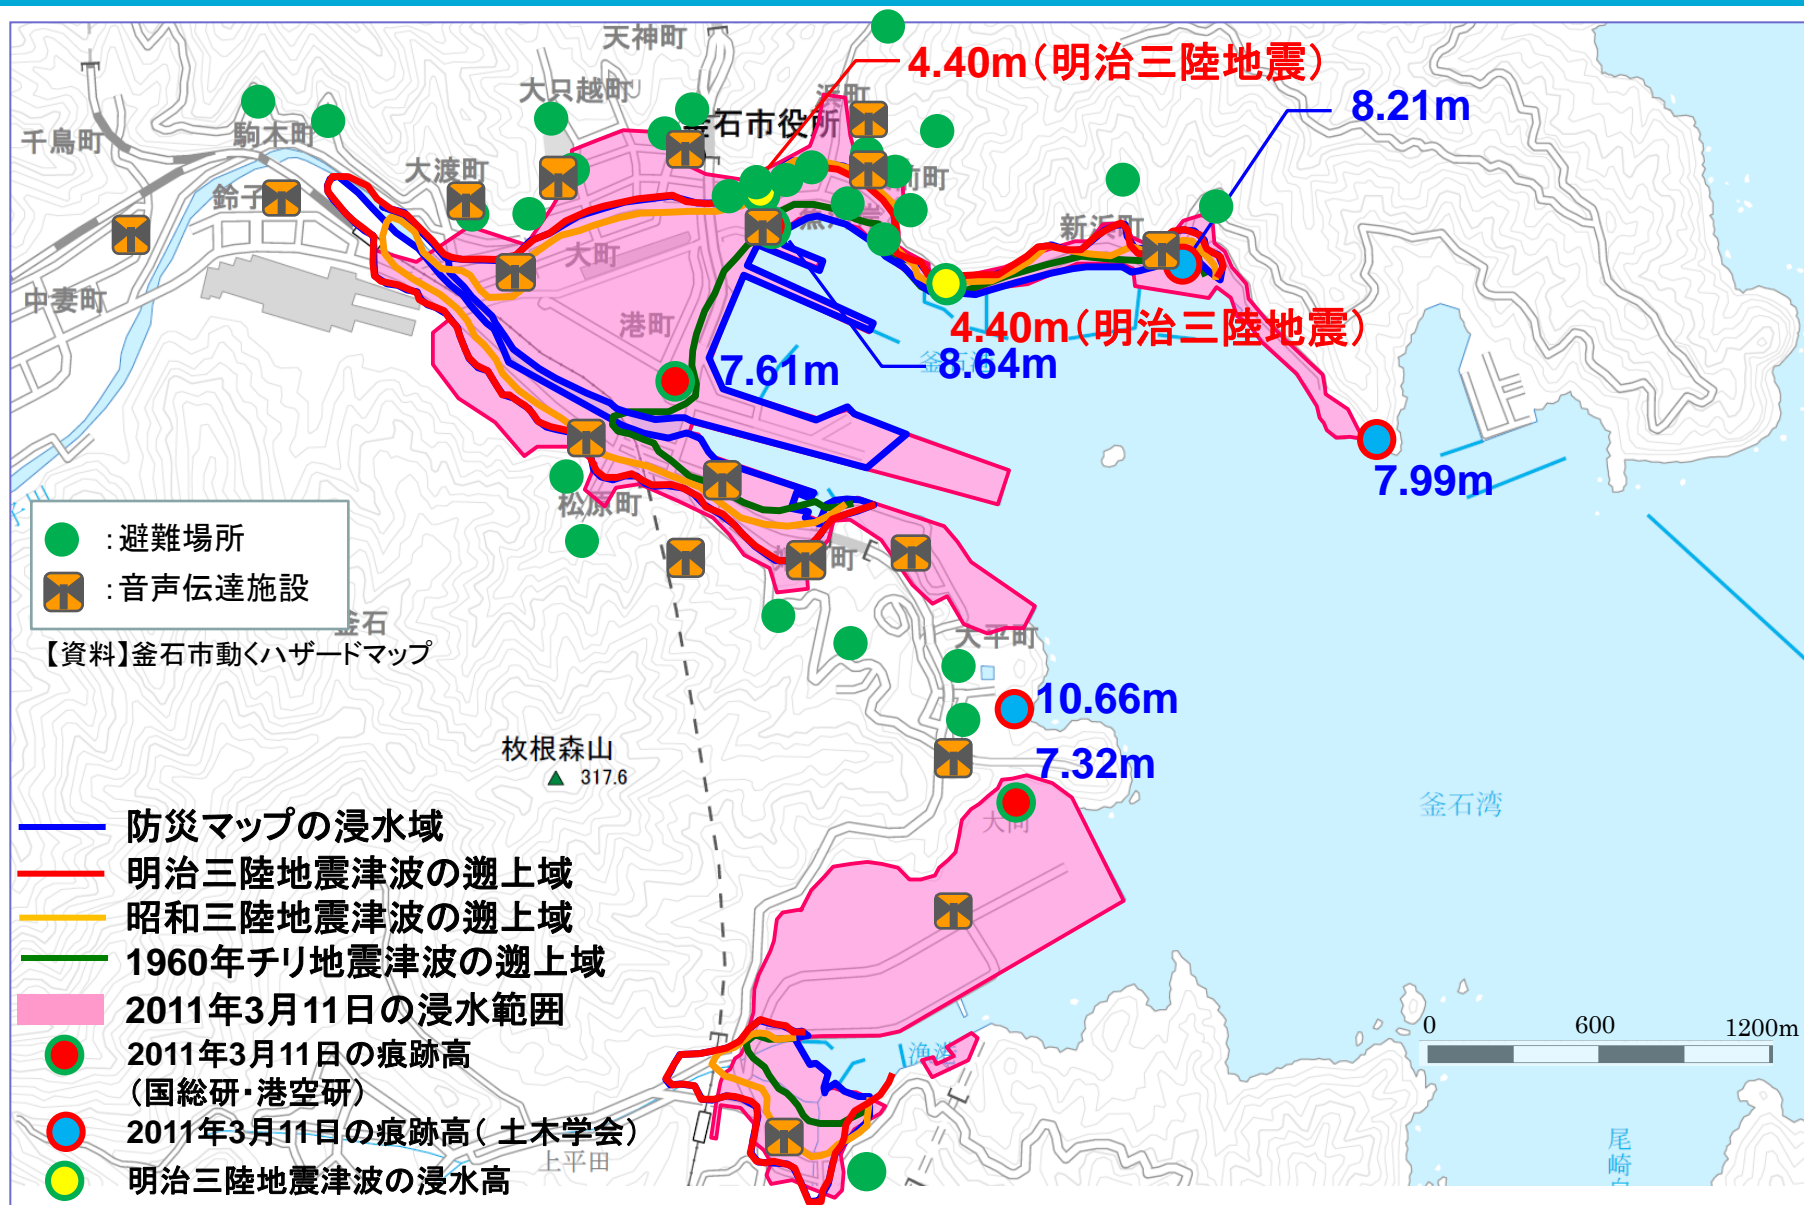 天神町
4.40m(明治三陸地震)
大只越町
浜町
8.21m
釜石市役所
千鳥町
駒木町
大渡町
鈴子
新浜町
大町
中妻町
港町
4.40m(明治三陸地震)
7.61m
8.64m
7.99m
松原町
:避難場所
:音声伝達施設
釜石
【資料】釜石市動くハザードマップ
大平町
10.66m
7.32m
枚根森山
317.6
釜石湾
防災マップの浸水域
明治三陸地震津波の遡上域
昭和三陸地震津波の遡上域
1960年チリ地震津波の遡上域
2011年3月11日の浸水範囲
0 600 1200m
2011年3月11日の痕跡高
(国総研・港空研)
2011年3月11日の痕跡高( 土木学会)
上平田
明治三陸地震津波の浸水高